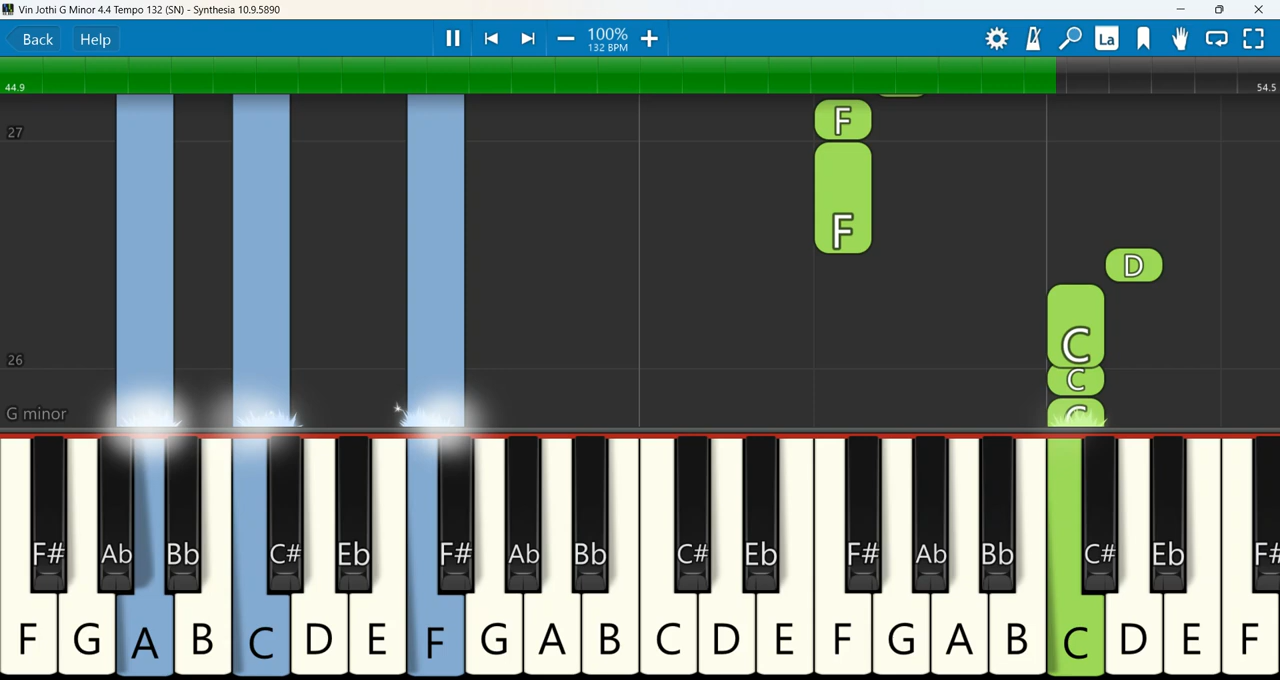 Vin Jothi G Minor 4.4 Tempo 132 (SN) - Synthesia 10.9.5890
Back Help 100% La
132 BPM
44.9 54.5
F
27
F
D
C
26
C
C
G minor
F# Ab Bb C# Eb F# Ab Bb C# Eb F# Ab Bb C# Eb F#
F G A B C D E F G A B C D E F G A B C D E F